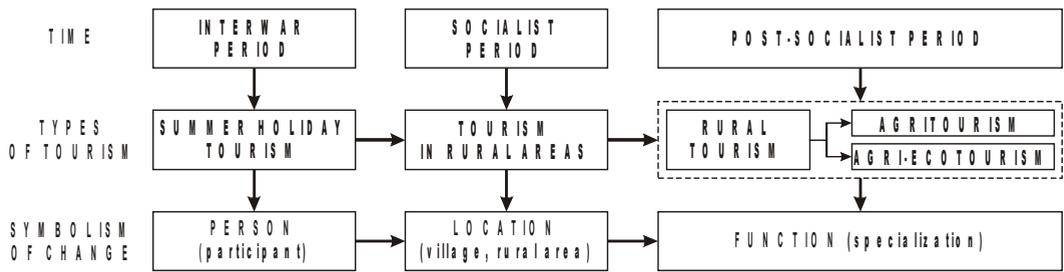 TIME
INTERWAR
PERIOD
SOCIALIST
PERIOD
POST-SOCIALIST PERIOD
TYPES
OF TOURISM
SUMMER HOLIDAY
TOURISM
TOURISM
IN RURAL AREAS
RURAL
TOURISM
AGRITOURISM
AGRI-ECOTOURISM
SYMBOLISM
OF CHANGE
PERSON
(participant)
LOCATION
(village, rural area)
FUNCTION (specialization)